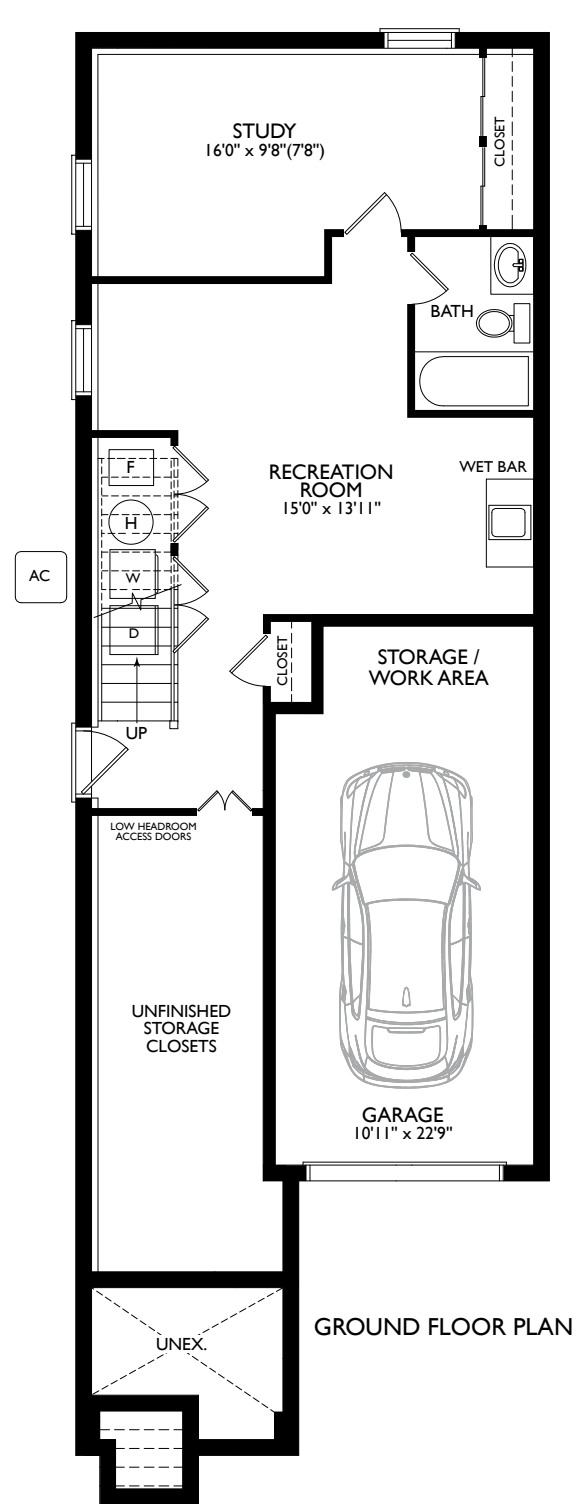 STUDY
16'0" x 9'8"(7'8")
CLOSET
BATH
RECREATION
ROOM
15'0" x 13'11"
WET BAR
F
H
W
D
AC
UP
CLOSET
STORAGE /
WORK AREA
LOW HEADROOM
ACCESS DOORS
UNFINISHED
STORAGE
CLOSETS
GARAGE
10'11" x 22'9"
UNEX.
GROUND FLOOR PLAN